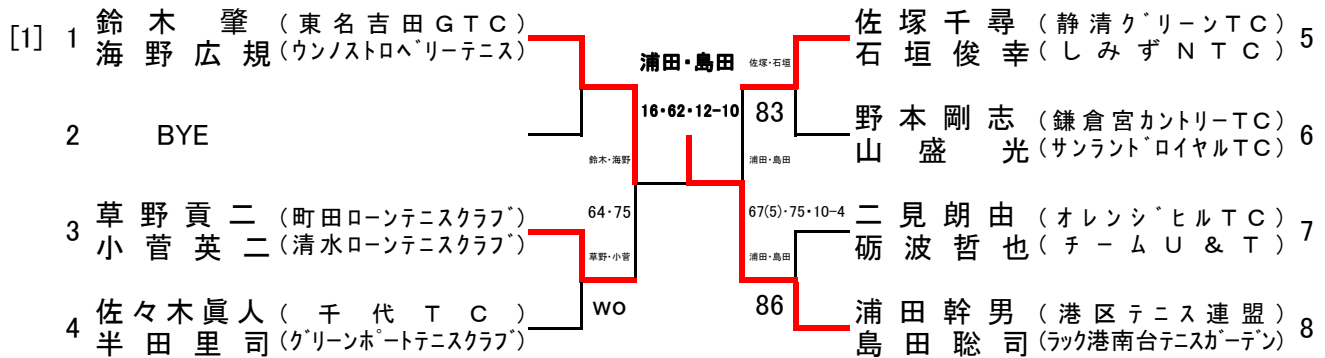 [1] 1 鈴木肇 (東名吉田GTC)
海野広規 (ウンノストロベリーテニス)
2 BYE
3 草野貢二 (町田ローンテニスクラブ)
小菅英二 (清水ローンテニスクラブ)
4 佐々木眞人 (千代TC)
半田里司 (グリーンポートテニスクラブ)
鈴木・海野
64・75
草野・小菅
wo
浦田・島田
16・62・12-10
佐塚・石垣
83
浦田・島田
67(5)・75・10-4
浦田・島田
86
佐塚千尋 (静清グリーンTC) 5
石垣俊幸 (しみずNTC)
野本剛志 (鎌倉宮カントリーTC) 6
山盛光 (サンランドロイヤルTC)
二見朗由 (オレンジヒルTC) 7
砺波哲也 (チームU&T)
浦田幹男 (港区テニス連盟) 8
島田聡司 (ラック港南台テニスガーデン)